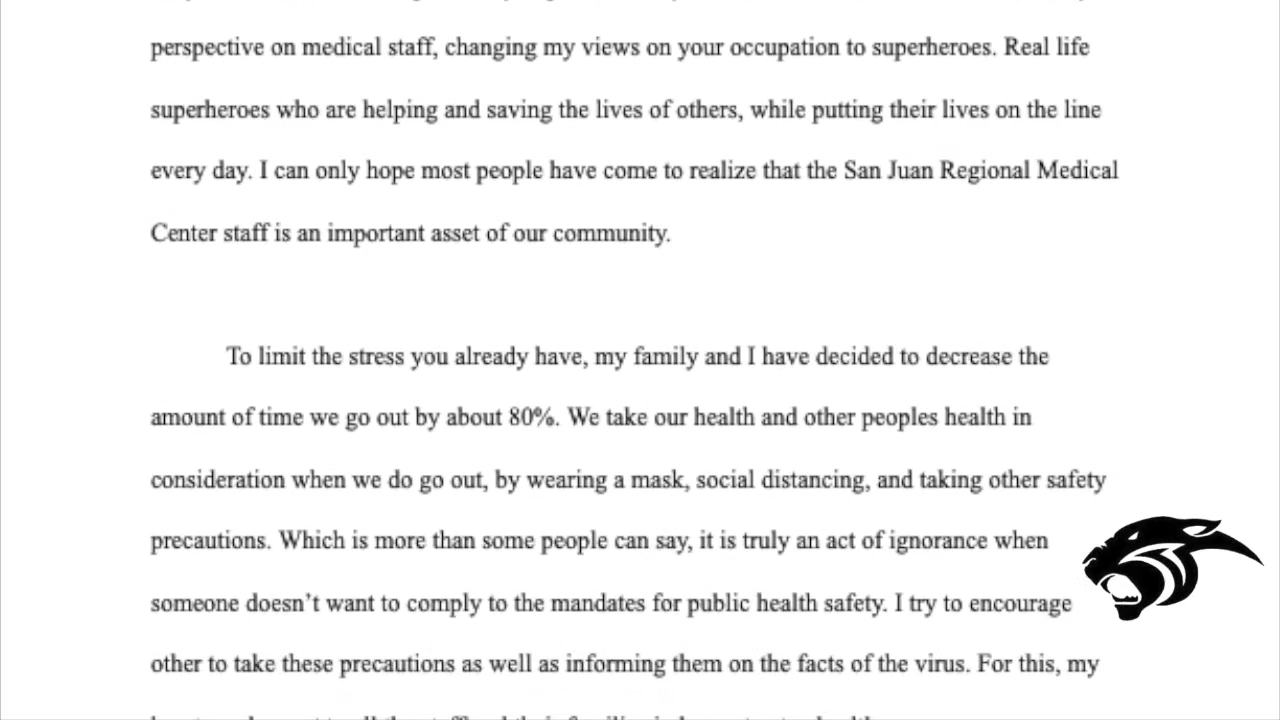 perspective on medical staff, changing my views on your occupation to superheroes. Real life
superheroes who are helping and saving the lives of others, while putting their lives on the line
every day. I can only hope most people have come to realize that the San Juan Regional Medical
Center staff is an important asset of our community.
To limit the stress you already have, my family and I have decided to decrease the
amount of time we go out by about 80%. We take our health and other peoples health in
consideration when we do go out, by wearing a mask, social distancing, and taking other safety
precautions. Which is more than some people can say, it is truly an act of ignorance when
someone doesn’t want to comply to the mandates for public health safety. I try to encourage
other to take these precautions as well as informing them on the facts of the virus. For this, my